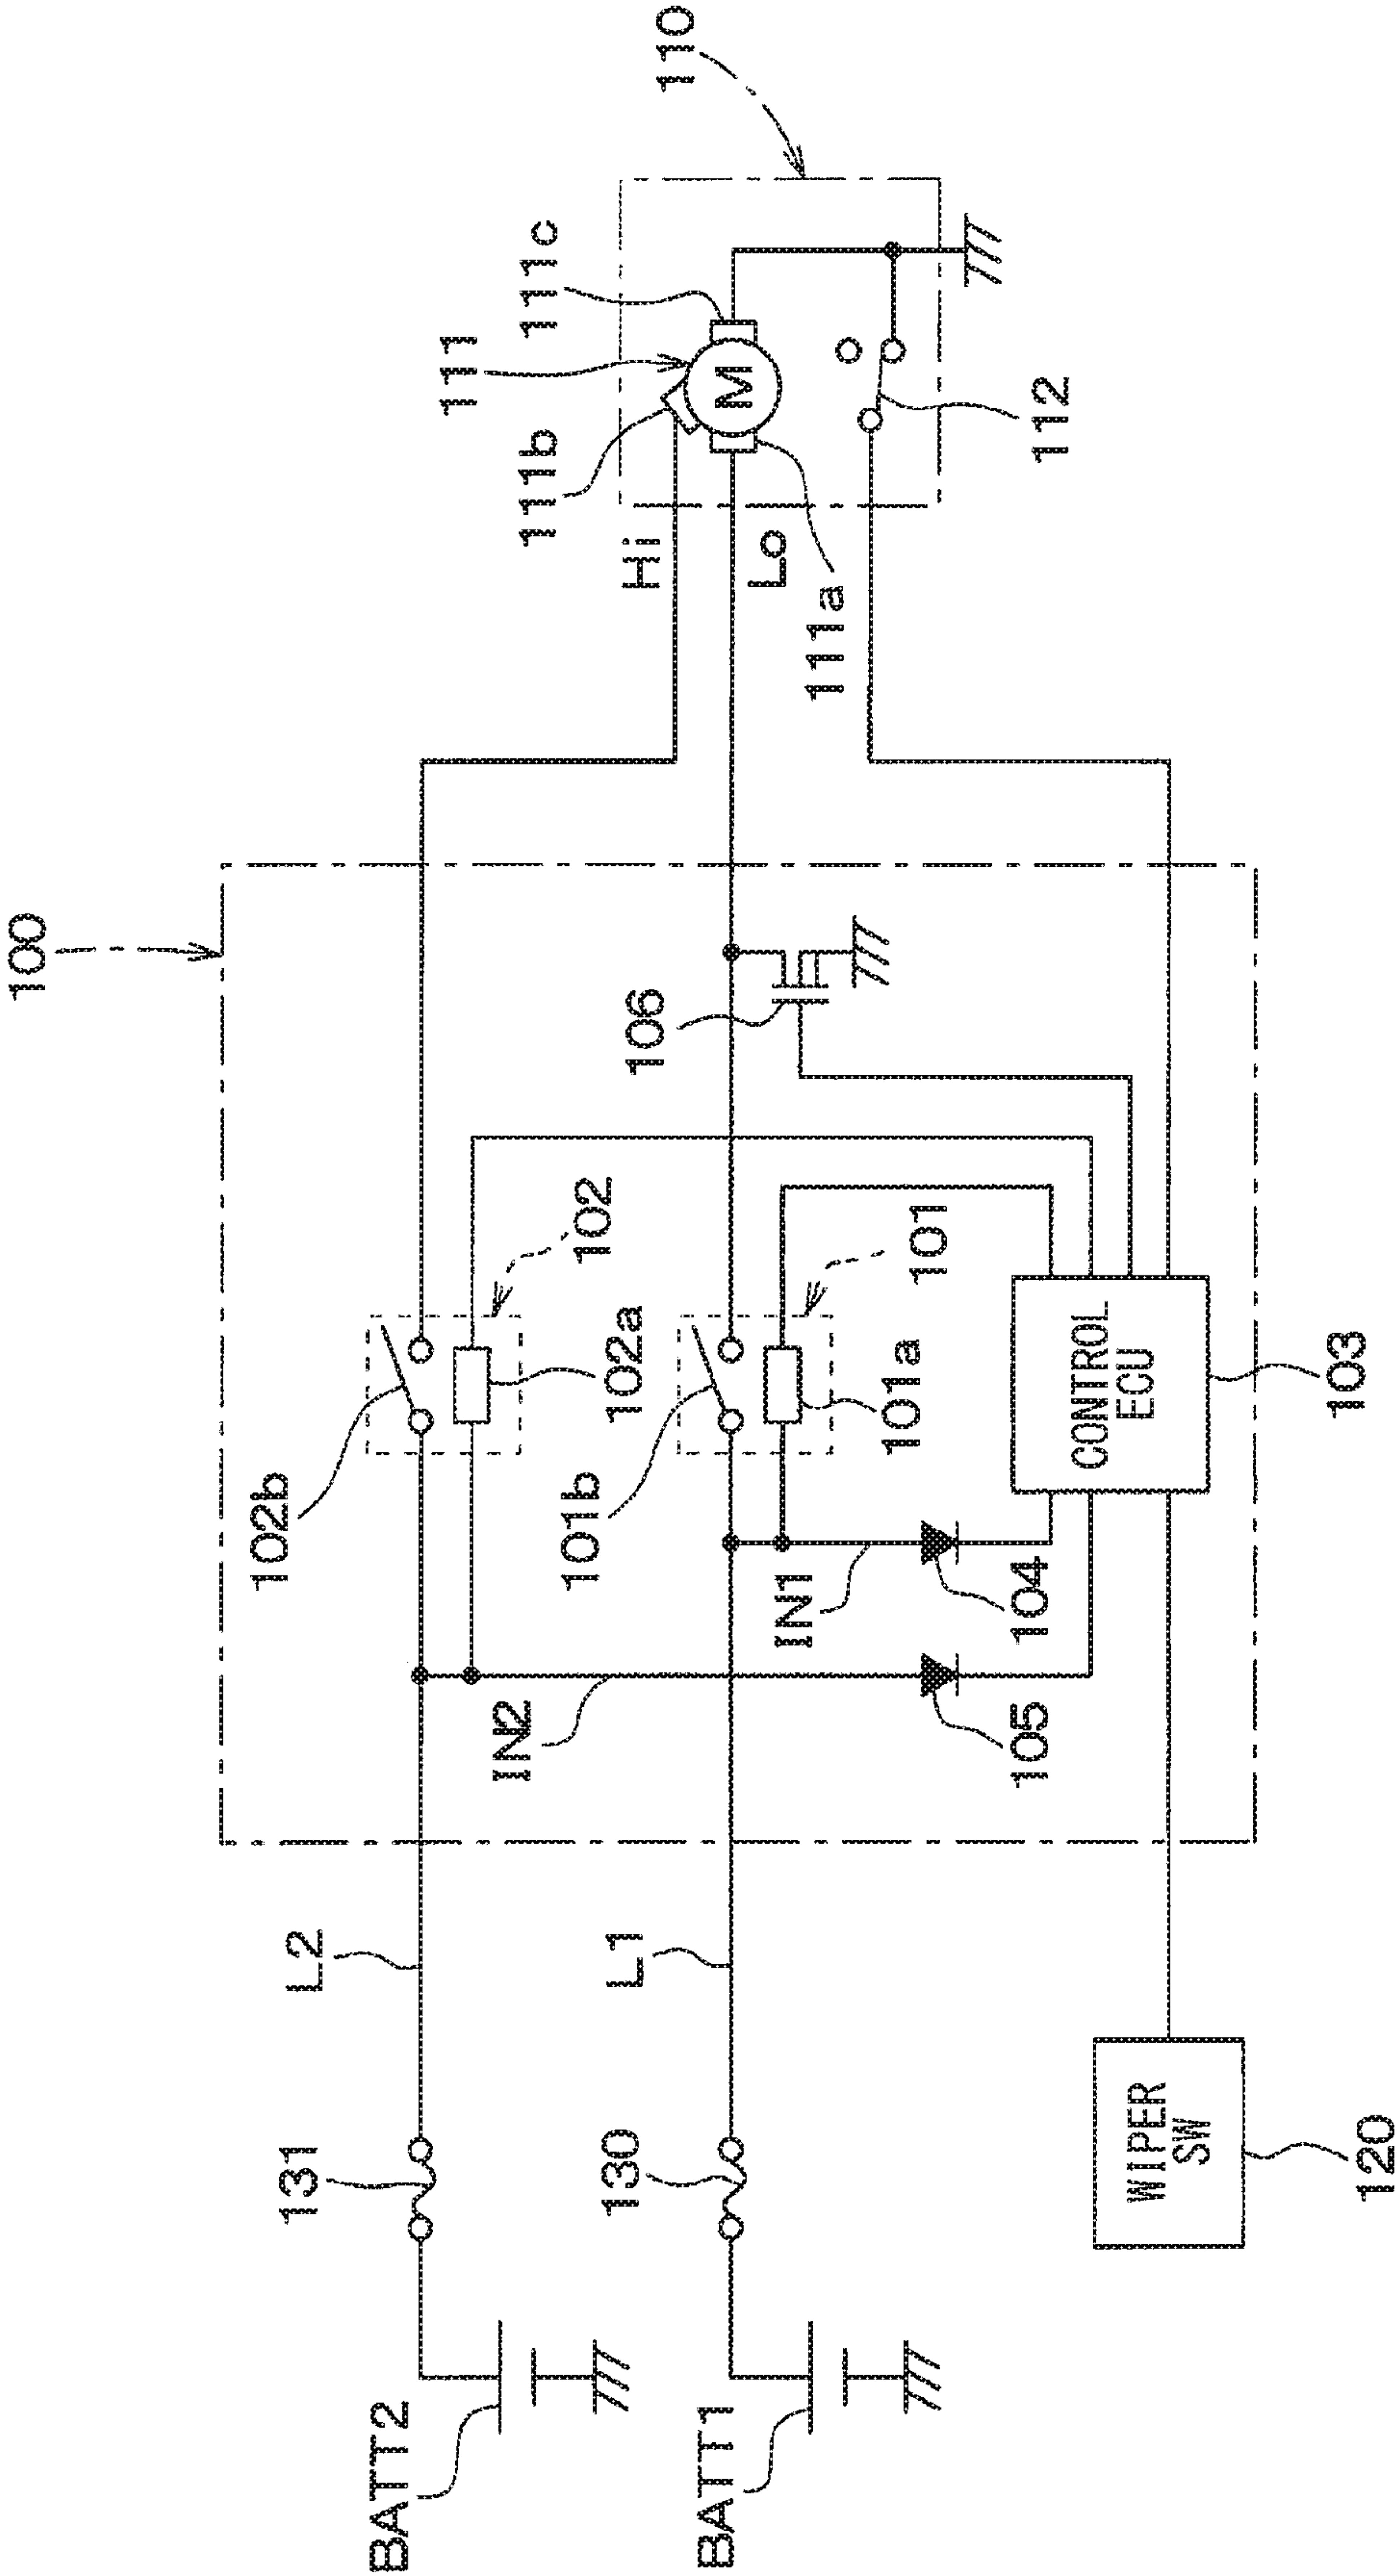 100
110
111
111c
111b
Hi
Lo
111a
112
106
102
102a
102b
101
101a
101b
CONTROL
ECU
103
IN1
104
IN2
105
L2
L1
131
130
WIPER
SW
120
BATT2
BATT1